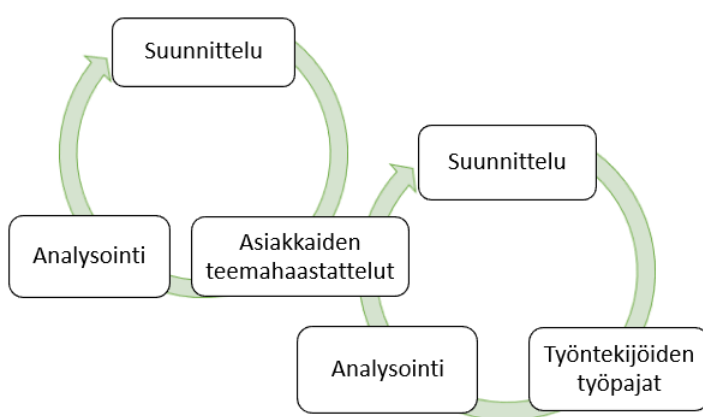 Suunnittelu
Analysointi
Asiakkaiden
teemahaastattelut
Suunnittelu
Analysointi
Työntekijöiden
työpajat